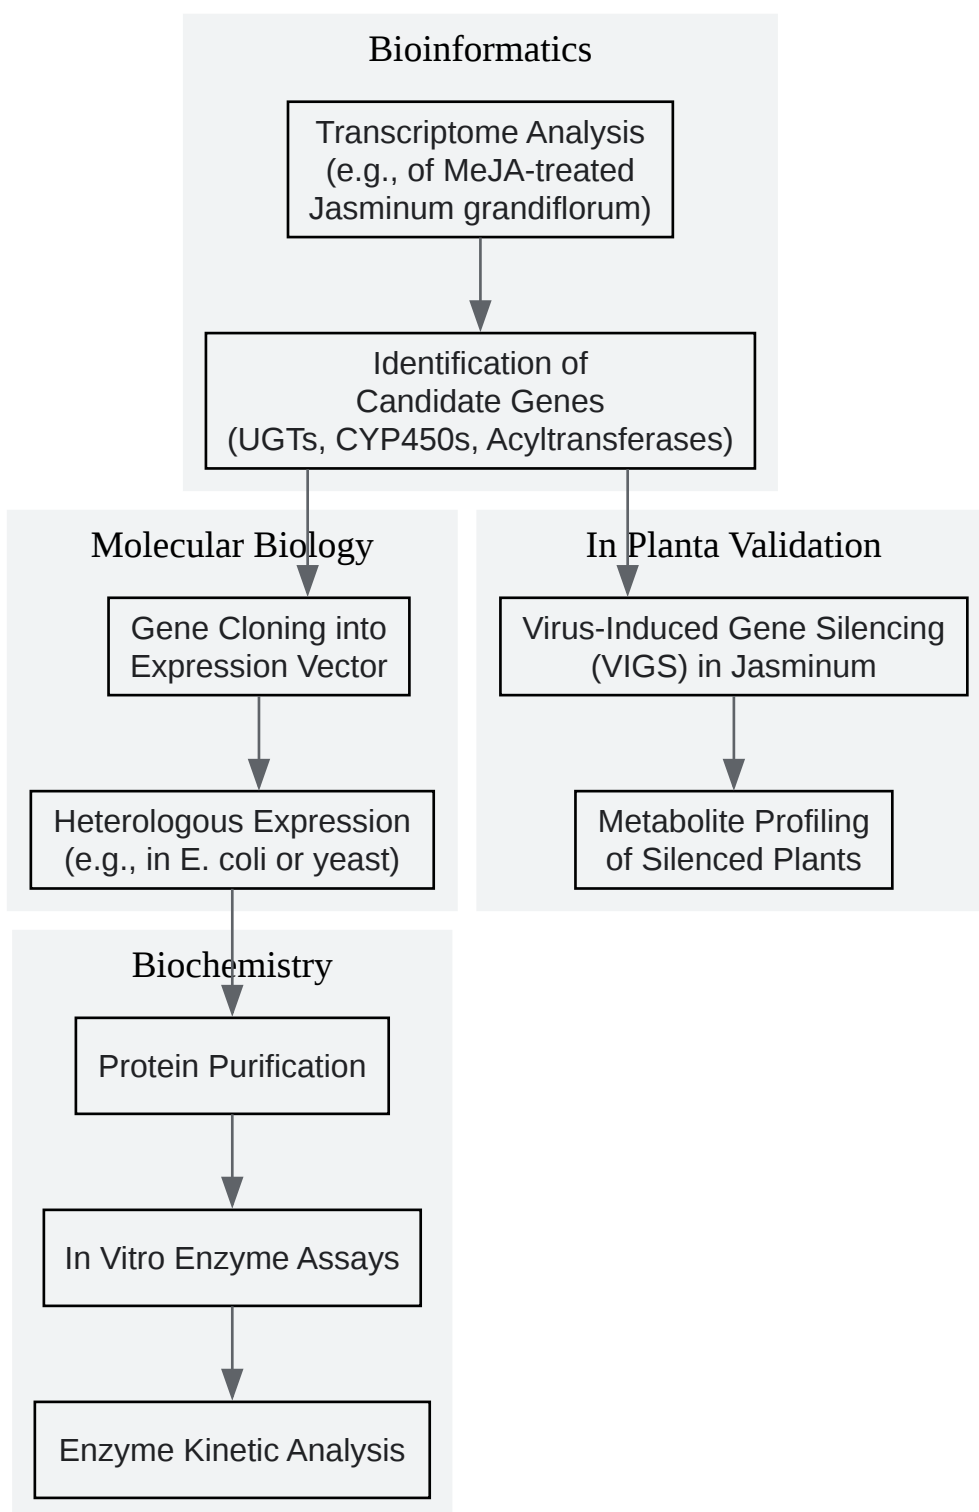 Bioinformatics
Transcriptome Analysis
(e.g., of MeJA-treated
Jasminum grandiflorum)
Identification of
Candidate Genes
(UGTs, CYP450s, Acyltransferases)
Molecular Biology
Gene Cloning into
Expression Vector
Heterologous Expression
(e.g., in E. coli or yeast)
In Planta Validation
Virus-Induced Gene Silencing
(VIGS) in Jasminum
Metabolite Profiling
of Silenced Plants
Biochemistry
Protein Purification
In Vitro Enzyme Assays
Enzyme Kinetic Analysis